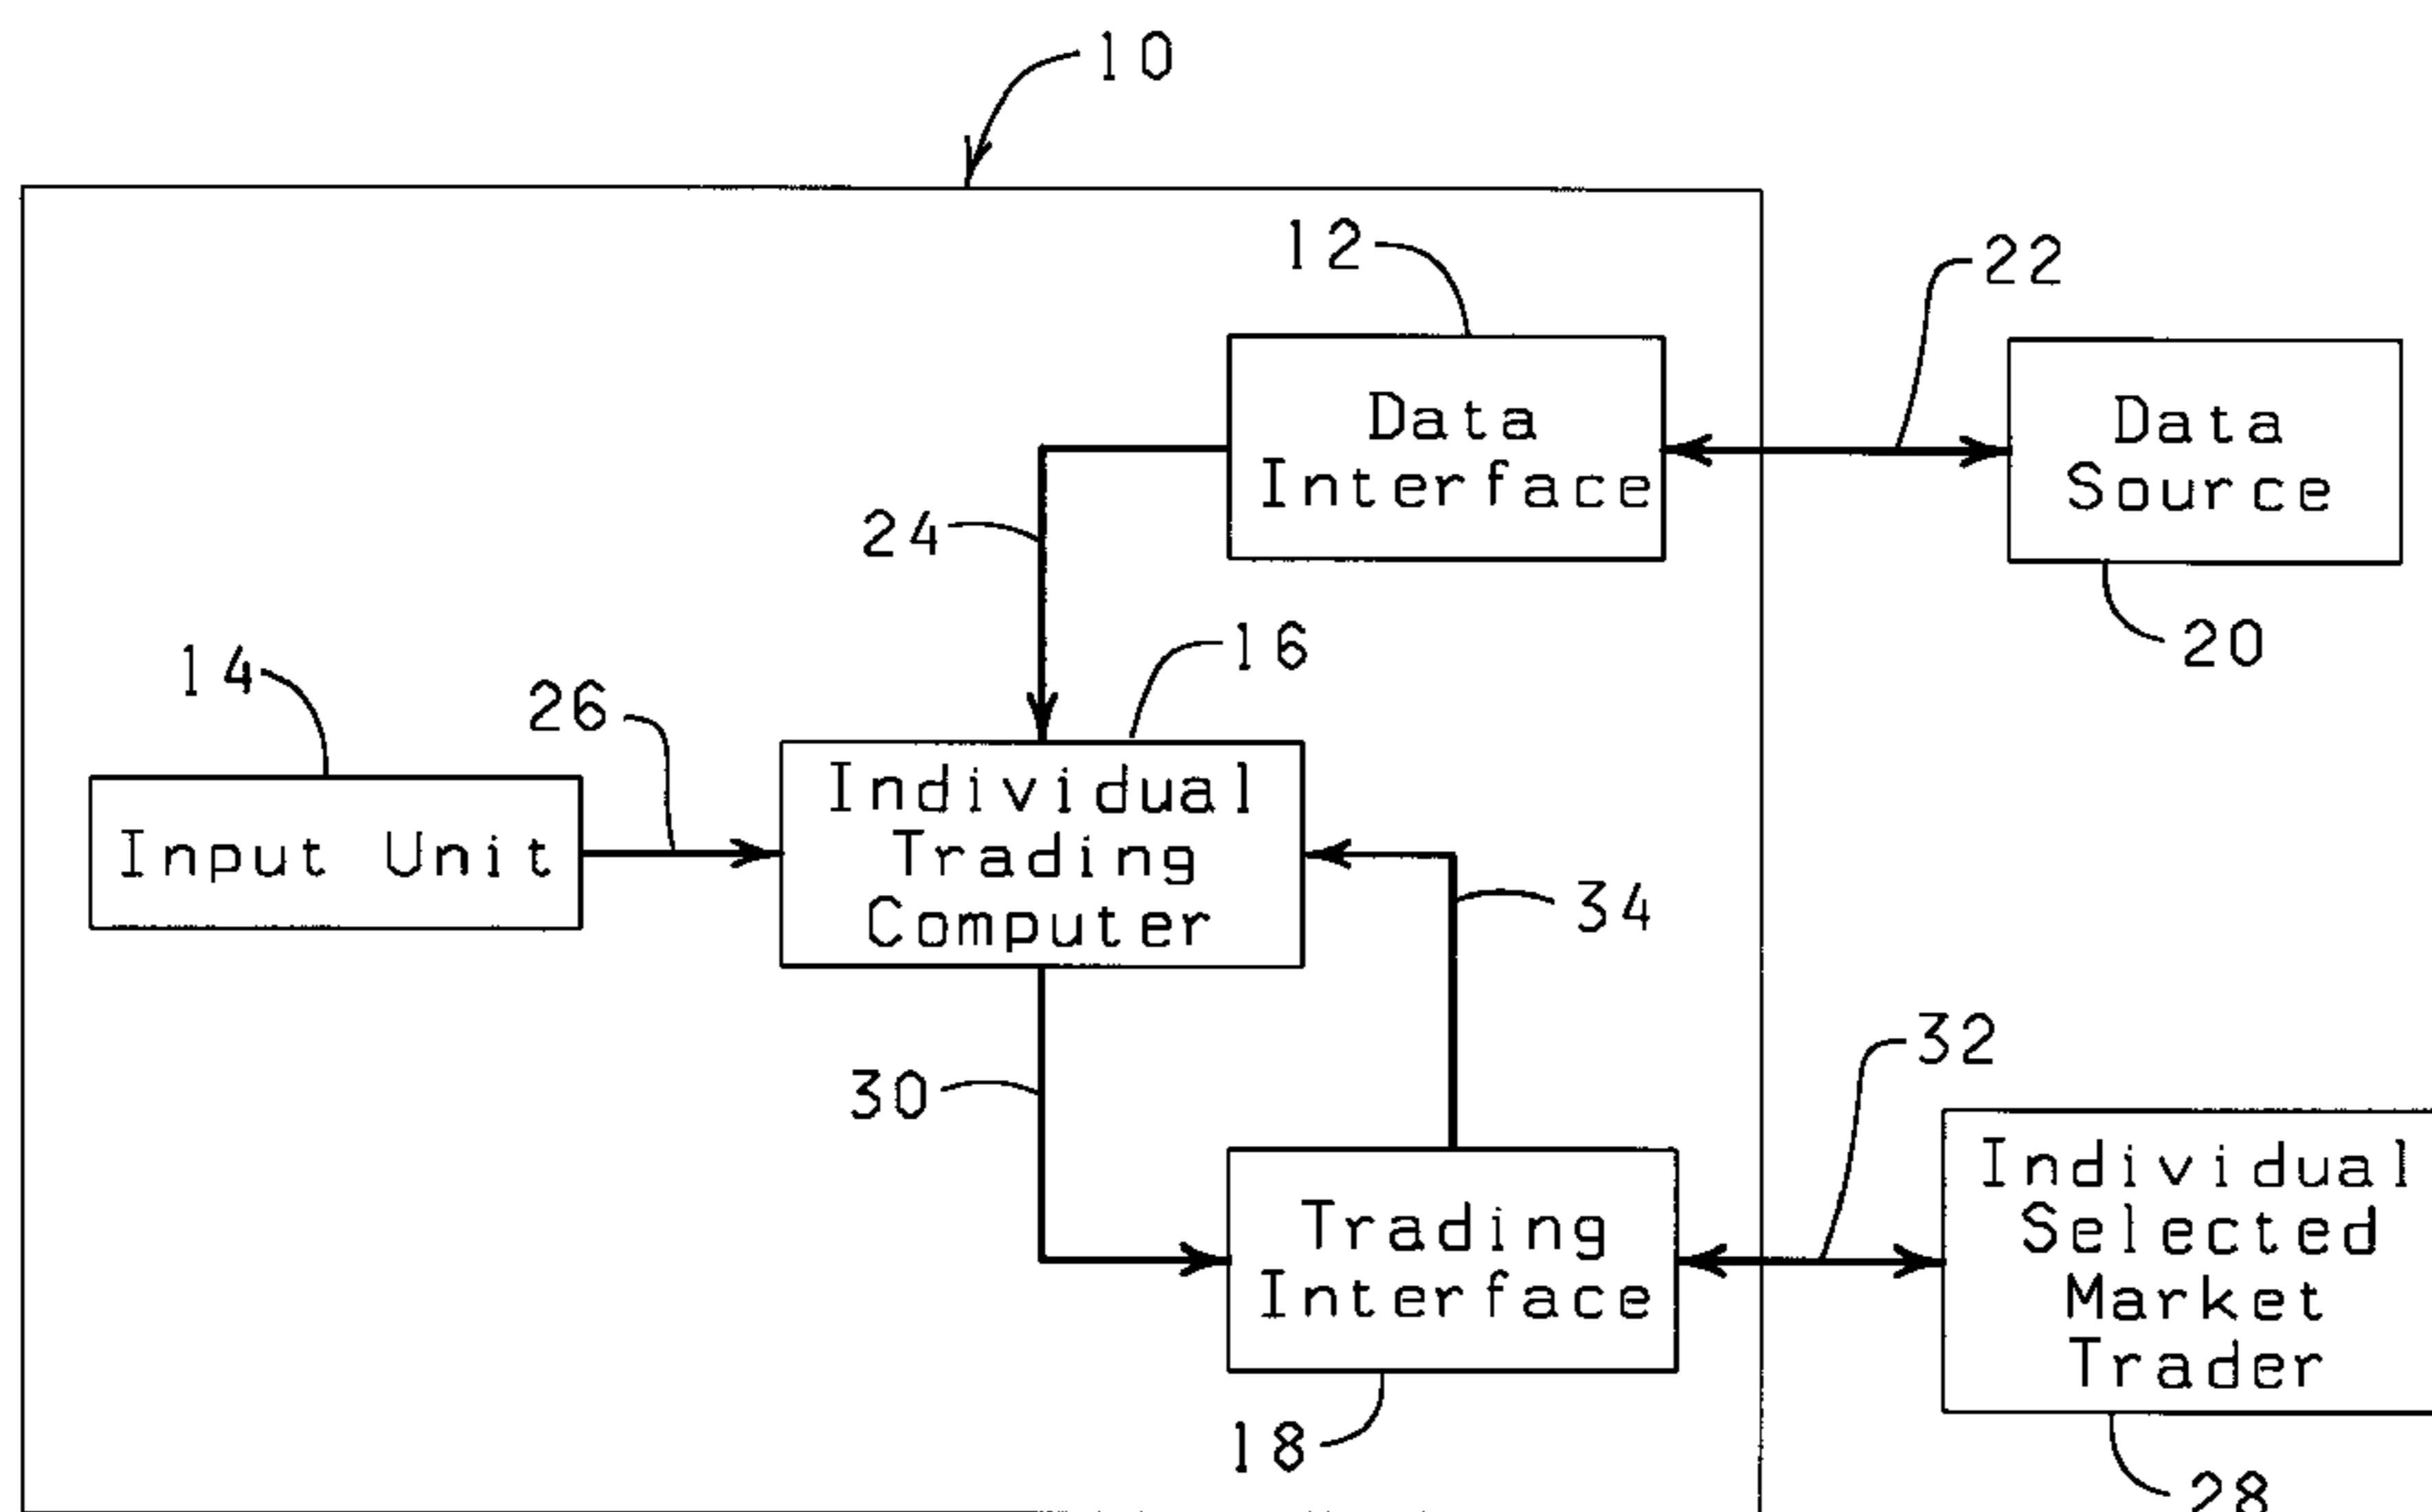 10
12
22
Data
Interface
Data
Source
24
16
20
14
26
Individual
Trading
Computer
Input Unit
34
30
32
Trading
Interface
Individual
Selected
Market
Trader
18
28